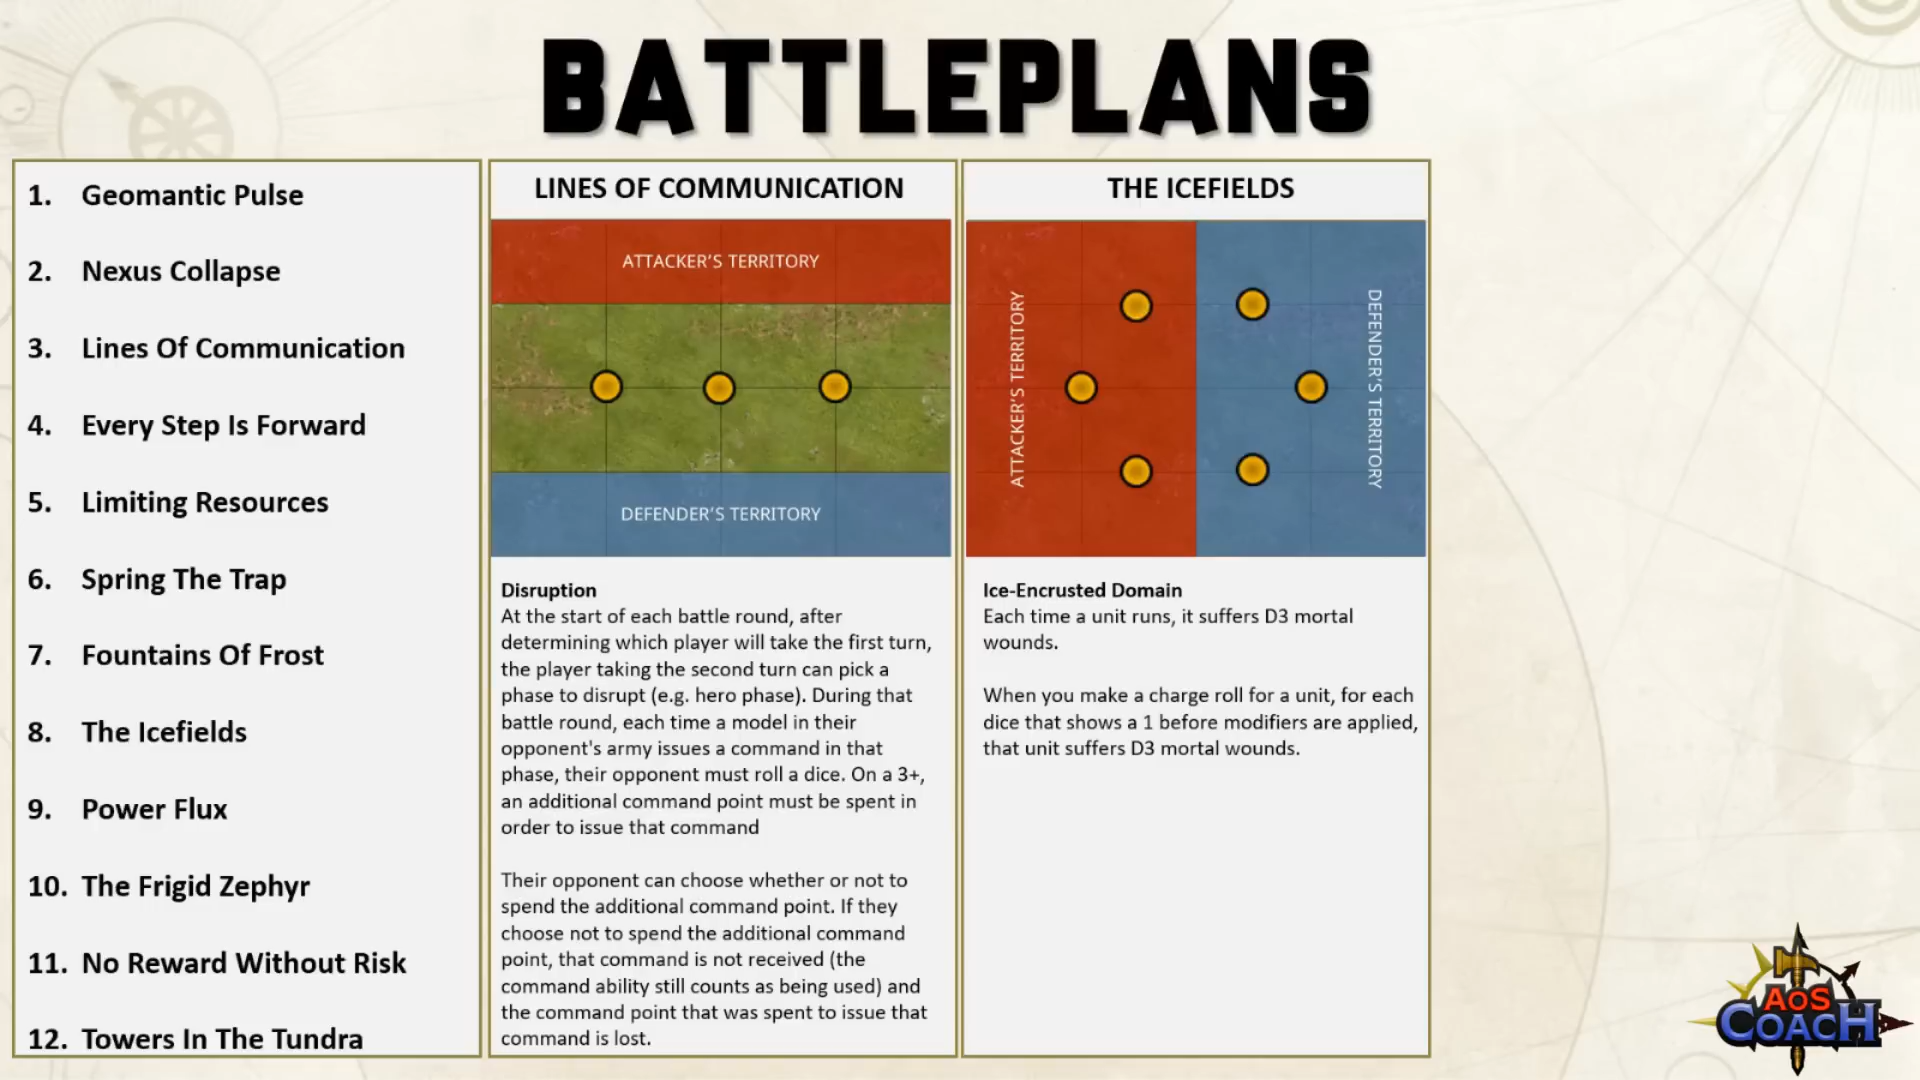 BATTLEPLANS
1. Geomantic Pulse
2. Nexus Collapse
3. Lines Of Communication
4. Every Step Is Forward
5. Limiting Resources
6. Spring The Trap
7. Fountains Of Frost
8. The Icefields
9. Power Flux
10. The Frigid Zephyr
11. No Reward Without Risk
12. Towers In The Tundra
LINES OF COMMUNICATION
ATTACKER'S TERRITORY
DEFENDER'S TERRITORY
Disruption
At the start of each battle round, after
determining which player will take the first turn,
the player taking the second turn can pick a
phase to disrupt (e.g. hero phase). During that
battle round, each time a model in their
opponent's army issues a command in that
phase, their opponent must roll a dice. On a 3+,
an additional command point must be spent in
order to issue that command
Their opponent can choose whether or not to
spend the additional command point. If they
choose not to spend the additional command
point, that command is not received (the
command ability still counts as being used) and
the command point that was spent to issue that
command is lost.
THE ICEFIELDS
ATTACKER'S TERRITORY
DEFENDER'S TERRITORY
Ice-Encrusted Domain
Each time a unit runs, it suffers D3 mortal
wounds.
When you make a charge roll for a unit, for each
dice that shows a 1 before modifiers are applied,
that unit suffers D3 mortal wounds.
AoS
COACH